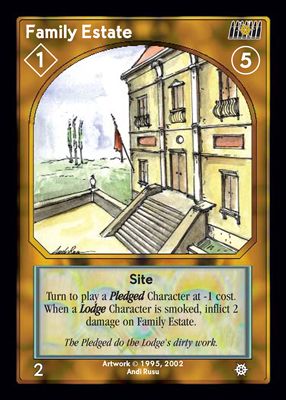 Family Estate
1
5
Site
Turn to play a Pledged Character at -1 cost.
When a Lodge Character is smoked, inflict 2
damage on Family Estate.
The Pledged do the Lodge's dirty work.
Artwork © 1995, 2002
Andi Rusu
2